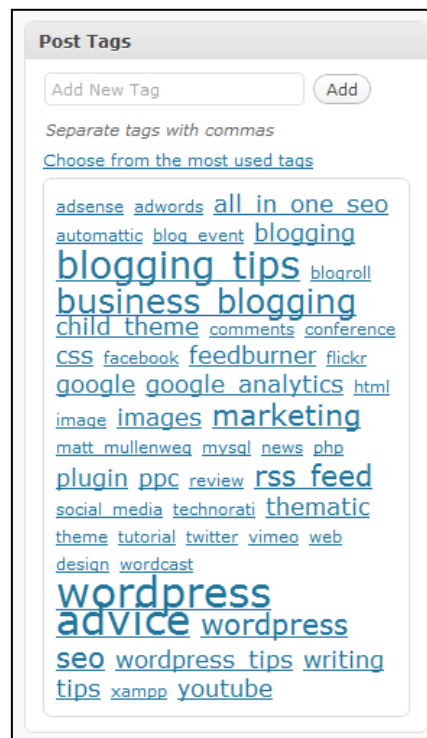 Post Tags
Add New Tag Add
Separate tags with commas
Choose from the most used tags
adsense adwords all in one seo
automattic blog event blogging
blogging tips blogroll
business blogging
child theme comments conference
css facebook feedburner flickr
google google analytics html
image images marketing
matt mullenweg mysql news php
plugin ppc review rss feed
social media technorati thematic
theme tutorial twitter vimeo web
design wordcast
wordpress
advice wordpress
seo wordpress tips writing
tips xampp youtube